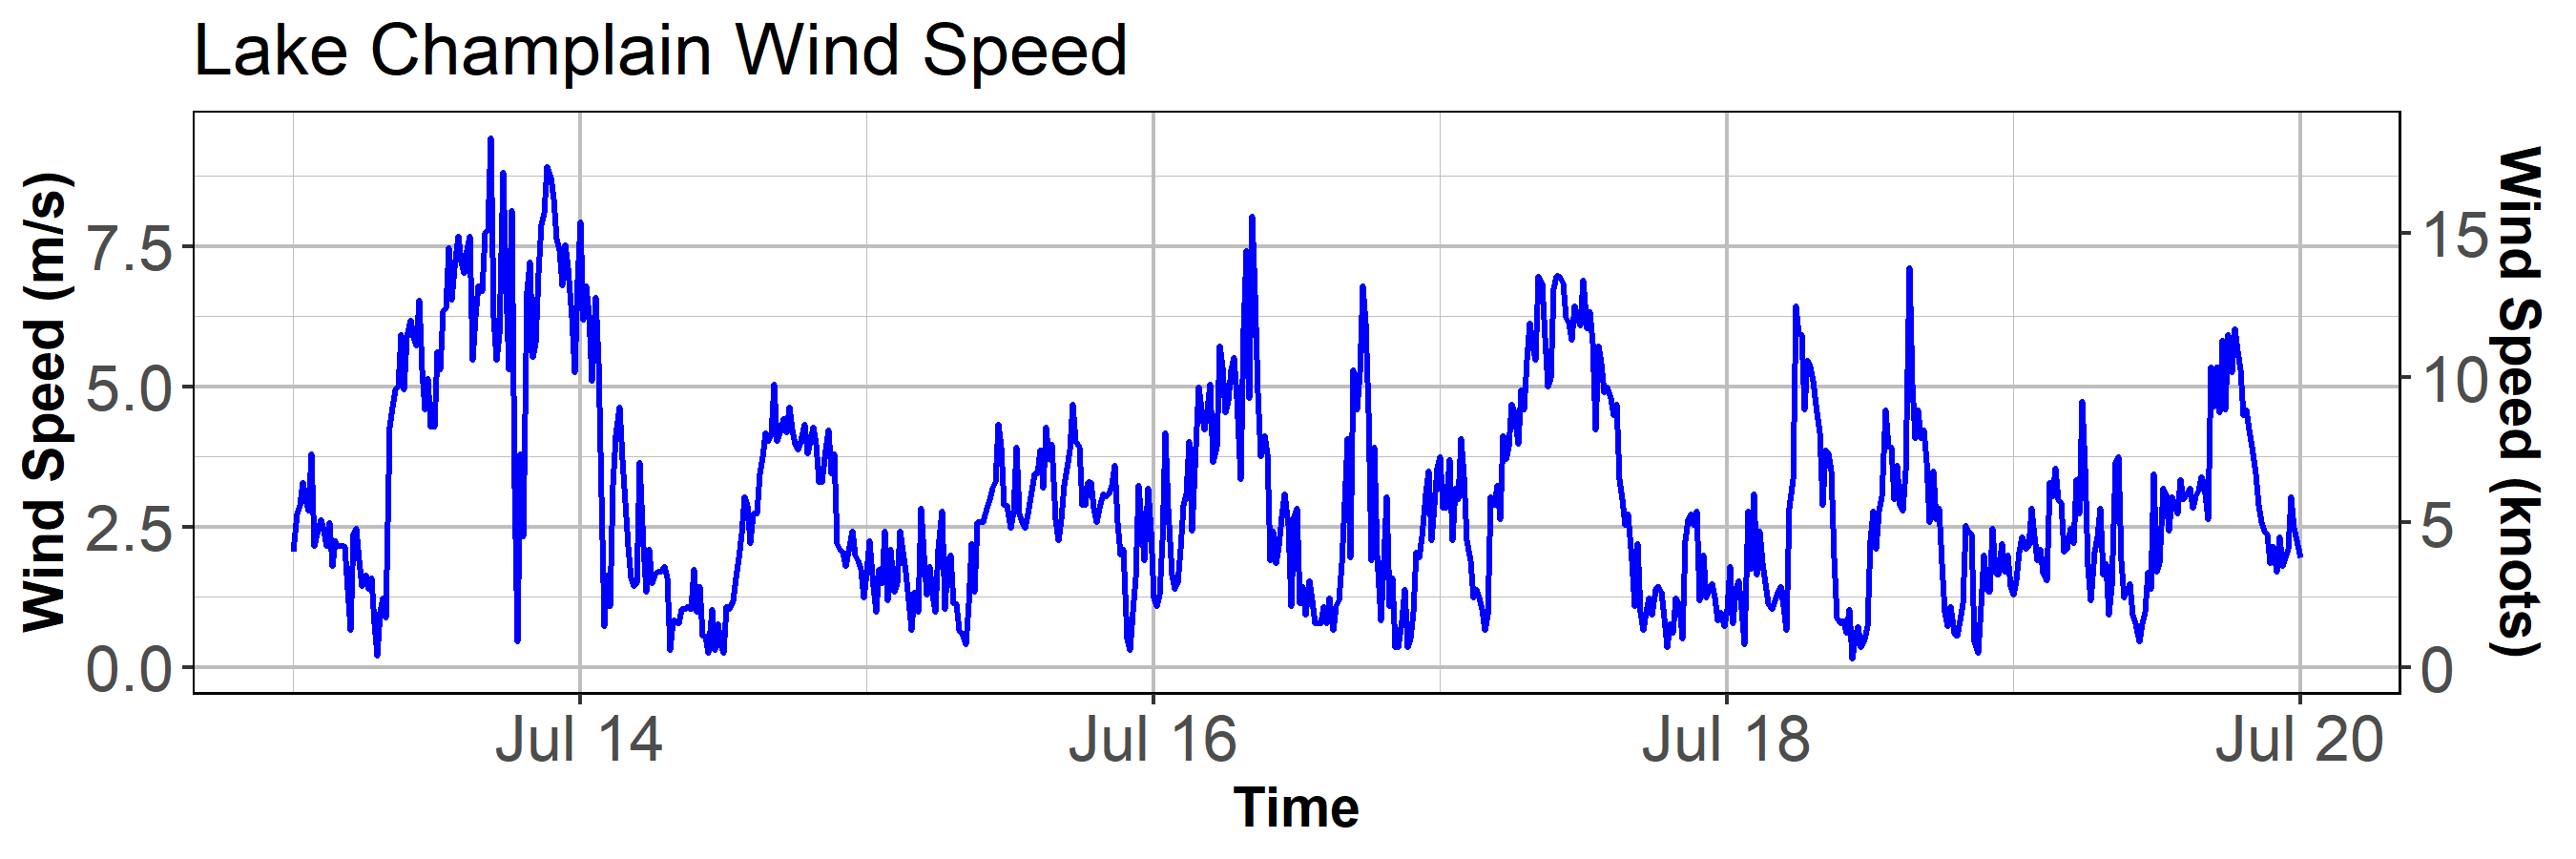 Lake Champlain Wind Speed
Wind Speed (m/s)
7.5
5.0
2.5
0.0
15
10
5
0
Wind Speed (knots)
Jul 14
Jul 16
Jul 18
Jul 20
Time